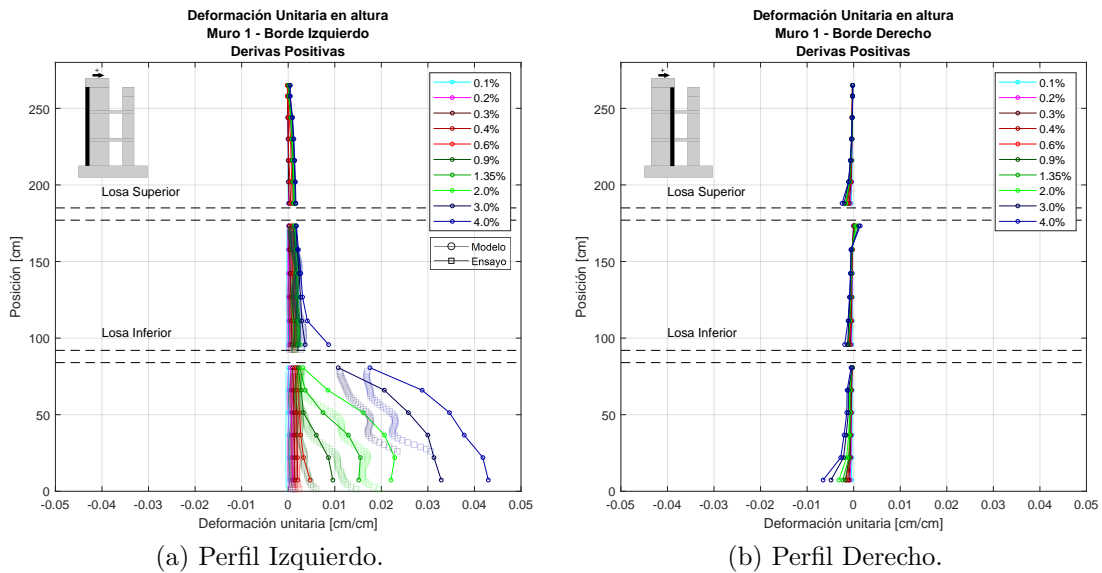 Deformación Unitaria en altura
Muro 1 - Borde Izquierdo
Derivas Positivas
+
Posición [cm]
250
200
150
100
50
0
Losa Superior
Losa Inferior
0.1%
0.2%
0.3%
0.4%
0.6%
0.9%
1.35%
2.0%
3.0%
4.0%
Modelo
Ensayo
-0.05 -0.04 -0.03 -0.02 -0.01 0 0.01 0.02 0.03 0.04 0.05
Deformación unitaria [cm/cm]
(a) Perfil Izquierdo.
Deformación Unitaria en altura
Muro 1 - Borde Derecho
Derivas Positivas
+
Posición [cm]
250
200
150
100
50
0
Losa Superior
Losa Inferior
0.1%
0.2%
0.3%
0.4%
0.6%
0.9%
1.35%
2.0%
3.0%
4.0%
-0.05 -0.04 -0.03 -0.02 -0.01 0 0.01 0.02 0.03 0.04 0.05
Deformación unitaria [cm/cm]
(b) Perfil Derecho.